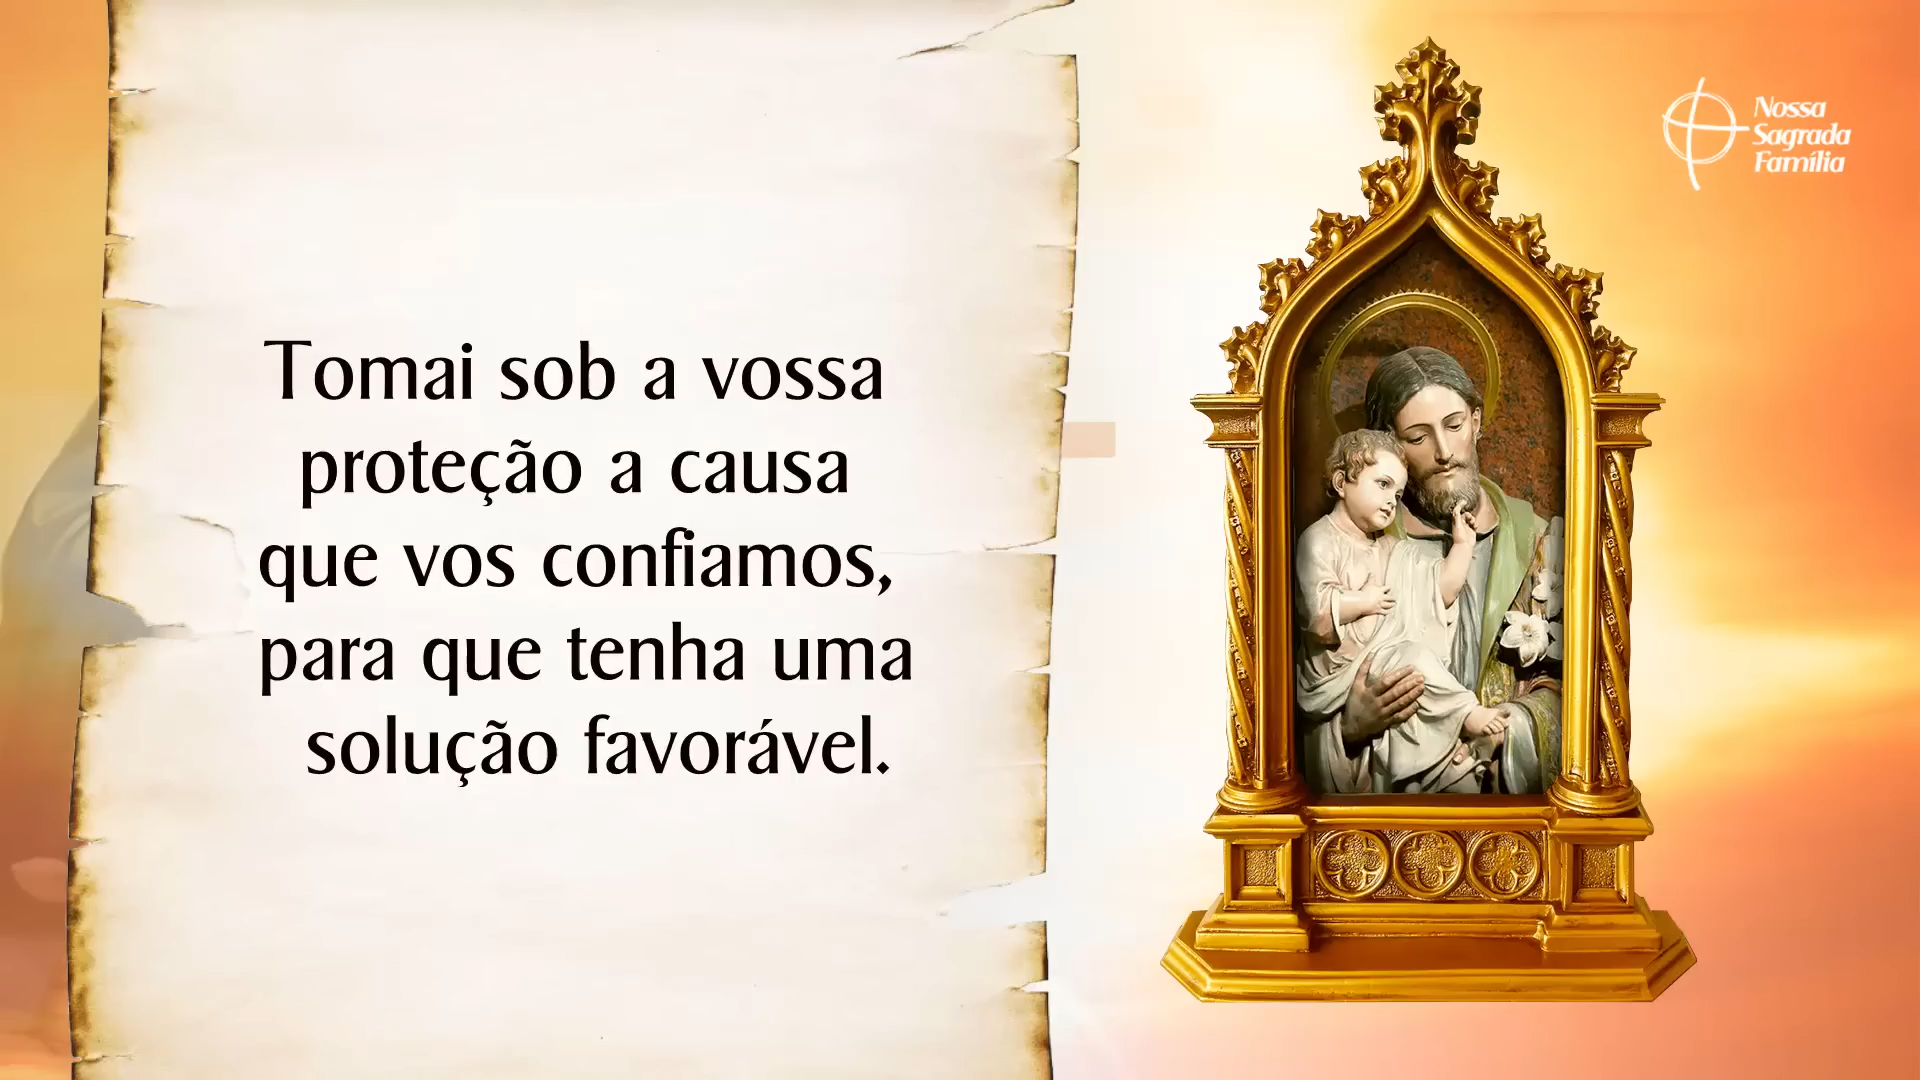 Tomai sob a vossa
proteção a causa
que vos confiamos,
para que tenha uma
solução favorável.
Nossa
Sagrada
Família